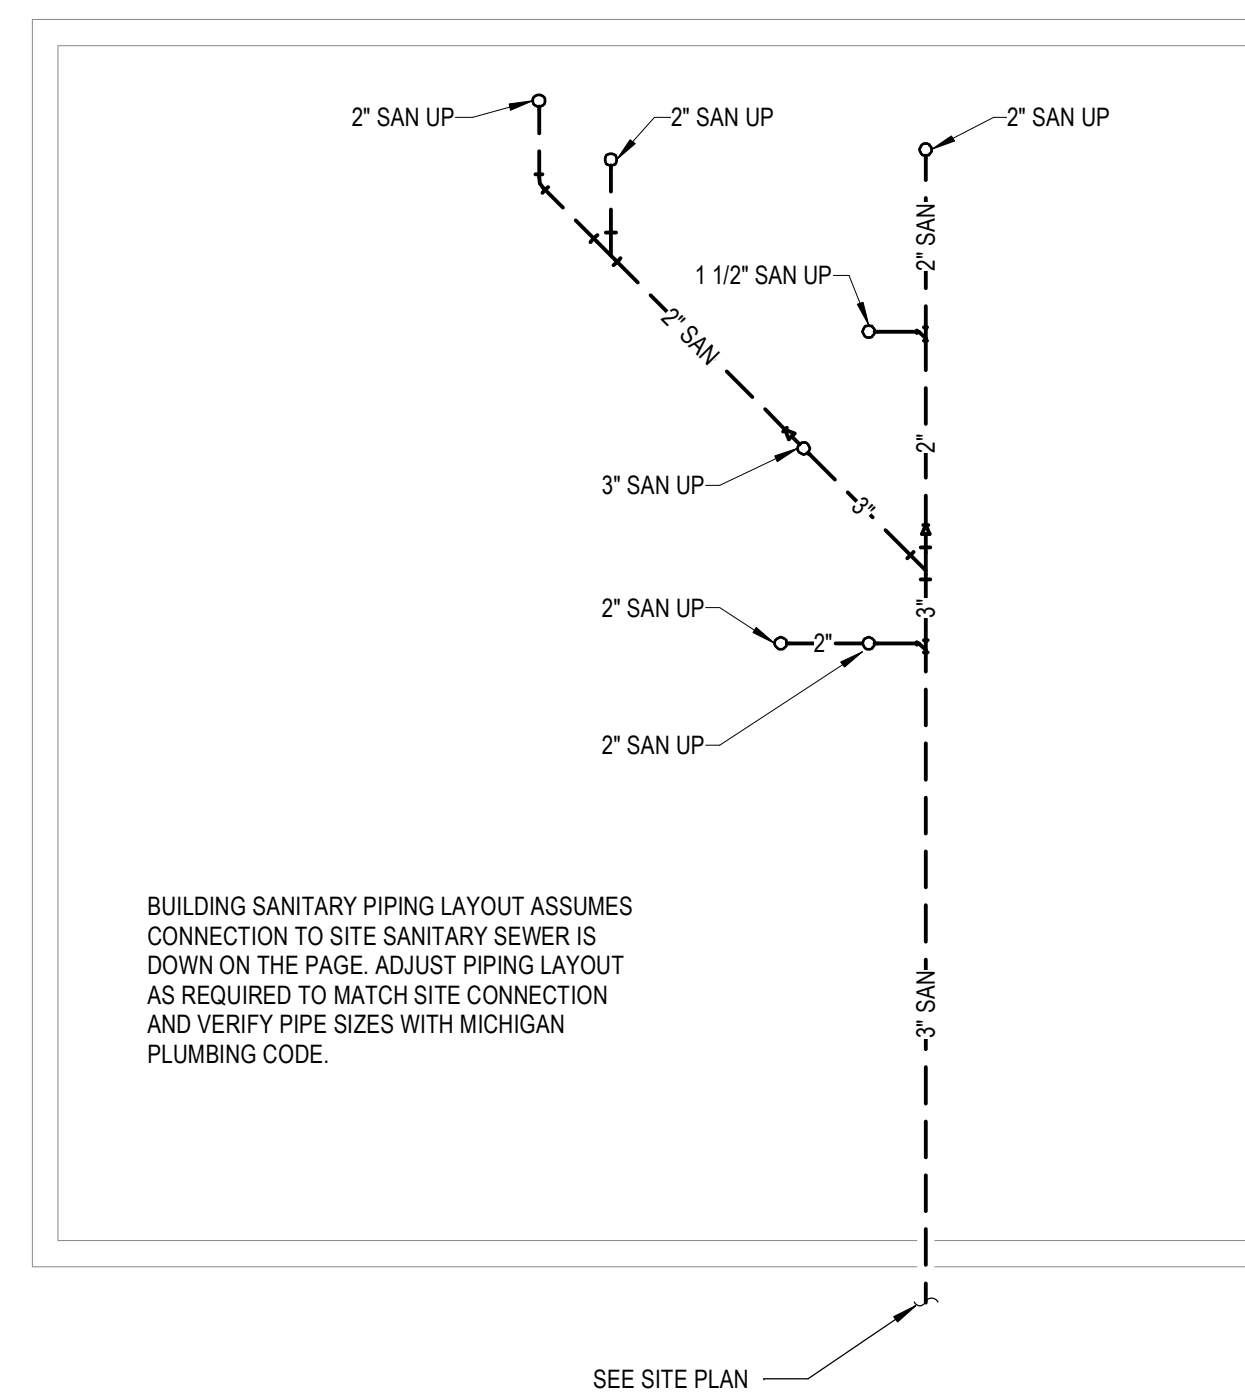 2" SAN UP
2" SAN UP
2" SAN UP
2" SAN
1 1/2" SAN UP
2" SAN
2"
3" SAN UP
3"
2" SAN UP
3"
2"
2" SAN UP
BUILDING SANITARY PIPING LAYOUT ASSUMES
CONNECTION TO SITE SANITARY SEWER IS
DOWN ON THE PAGE. ADJUST PIPING LAYOUT
AS REQUIRED TO MATCH SITE CONNECTION
AND VERIFY PIPE SIZES WITH MICHIGAN
PLUMBING CODE.
3" SAN
SEE SITE PLAN